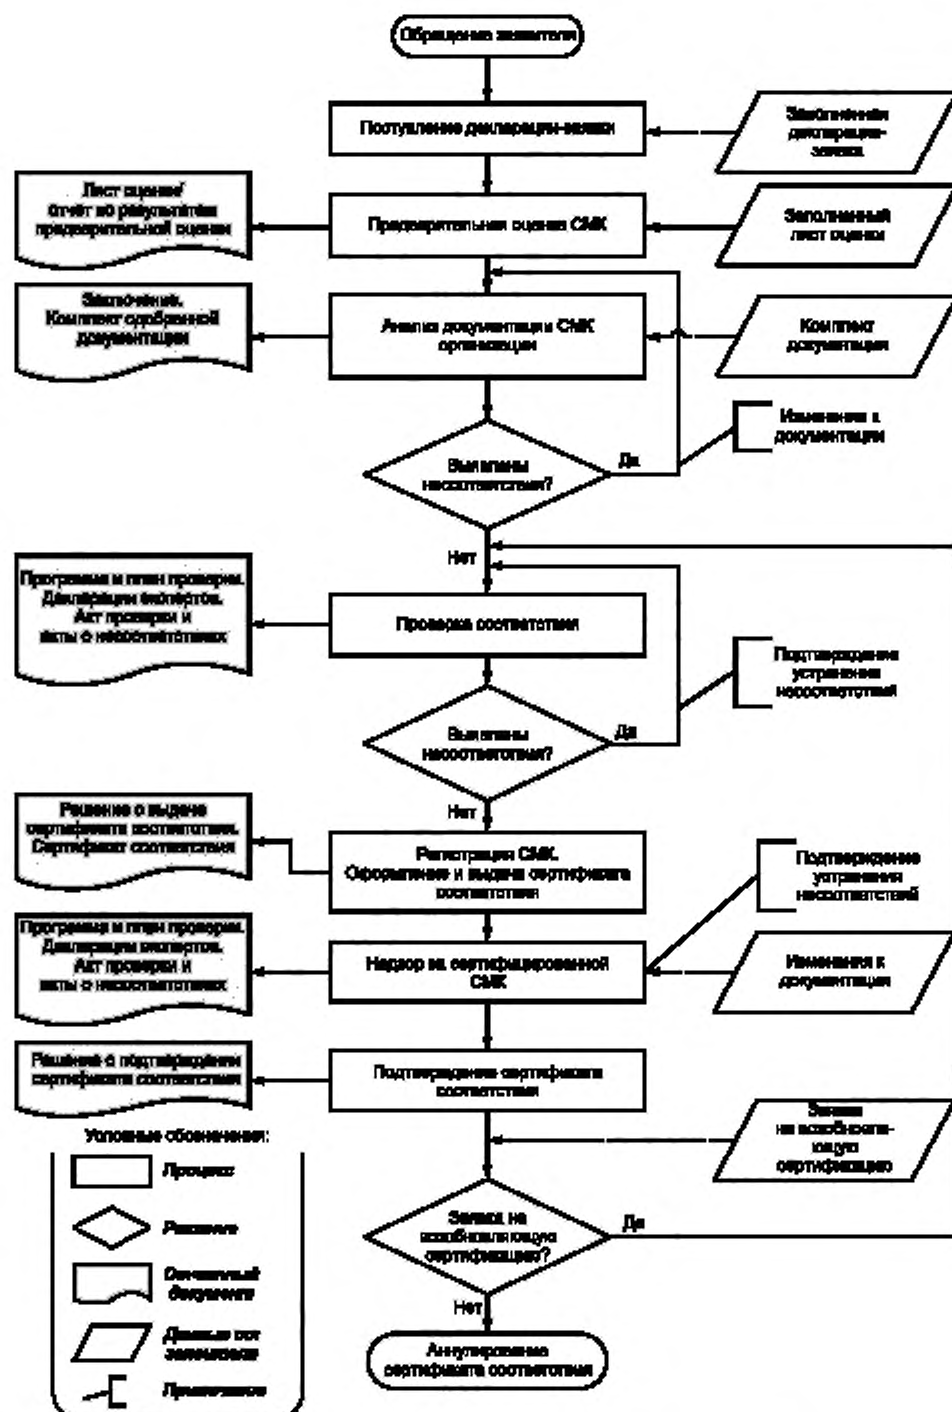 Обращение заявителя
Поступление декларации-заявки
Заполненная
декларация-
заявка
Лист оценки/
отчет по результатам
предварительной оценки
Предварительная оценка СМК
Заполненный
лист оценки
Заключение.
Комплект одобренной
документации
Анализ документации СМК
организации
Комплект
документации
Изменения к
документации
Выявлены
несоответствия?
Да
Нет
Программа и план проверки.
Декларации экспертов.
Акт проверки и
акты о несоответствиях
Проверка соответствия
Подтверждение
устранения
несоответствий
Выявлены
несоответствия?
Да
Нет
Решение о выдаче
сертификата соответствия.
Сертификат соответствия
Регистрация СМК.
Оформление и выдача сертификата
соответствия
Подтверждение
устранения
несоответствий
Программа и план проверки.
Декларации экспертов.
Акт проверки и
акты о несоответствиях
Надзор за сертифицированной
СМК
Изменения к
документации
Решение о подтверждении
сертификата соответствия
Подтверждение сертификата
соответствия
Заявка
на возобновля-
ющую
сертификацию
Условные обозначения:
Процесс
Решение
Заявка на
возобновляющую
сертификацию?
Да
Нет
документ
Данные от
заявителя
Примечание
Аннулирование
сертификата соответствия